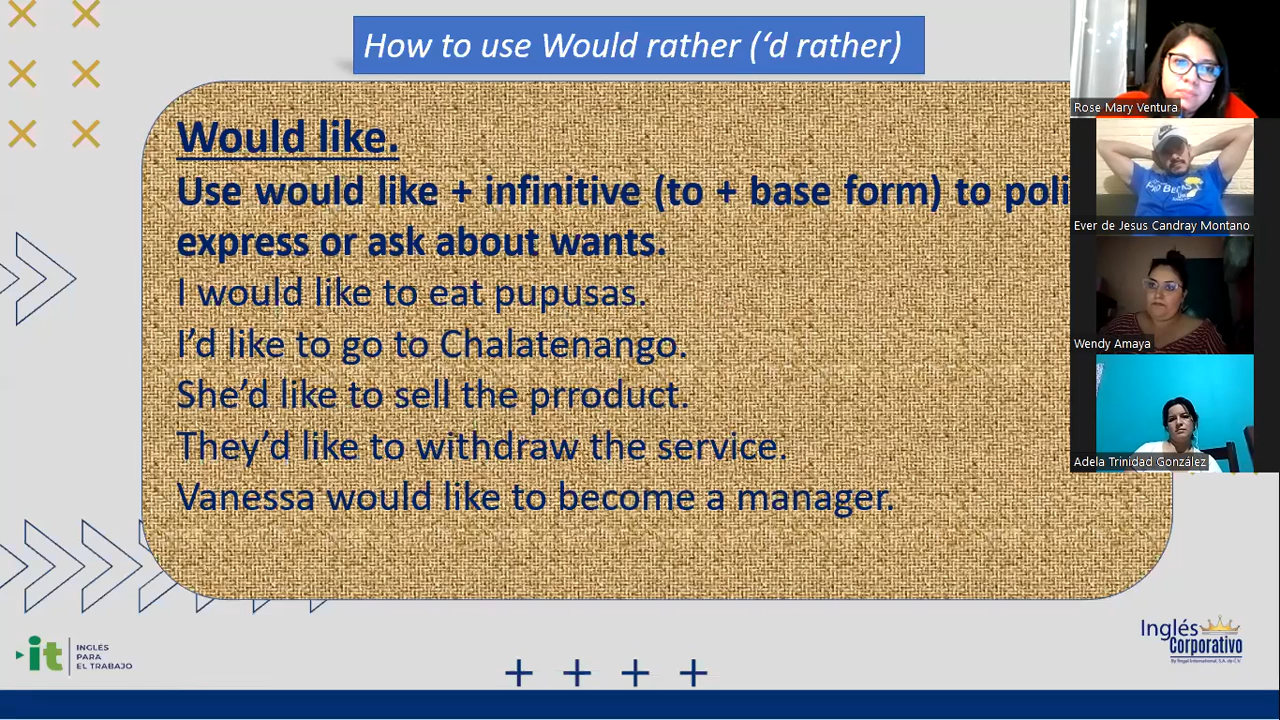 How to use Would rather (‘d rather)
Would like.
Use would like + infinitive (to + base form) to poli
express or ask about wants.
I would like to eat pupusas.
I’d like to go to Chalatenango.
She’d like to sell the prroduct.
They’d like to withdraw the service.
Vanessa would like to become a manager.
Rose Mary Ventura
Ever de Jesus Candray Montano
Wendy Amaya
Adela Trinidad González
it
INGLÉS
PARA
EL TRABAJO
Inglés
Corporativo